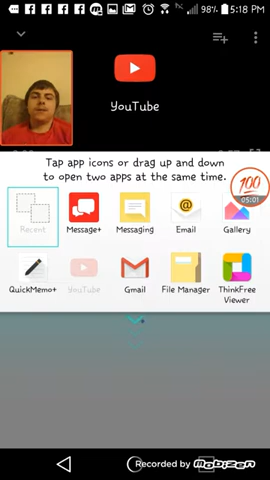 98% 5:18 PM
YouTube
Tap app icons or drag up and down
to open two apps at the same time.
100
05:01
Recent
Message+
Messaging
Email
Gallery
QuickMemo+
YouTube
Gmail
File Manager
ThinkFree
Viewer
Recorded by mobizen